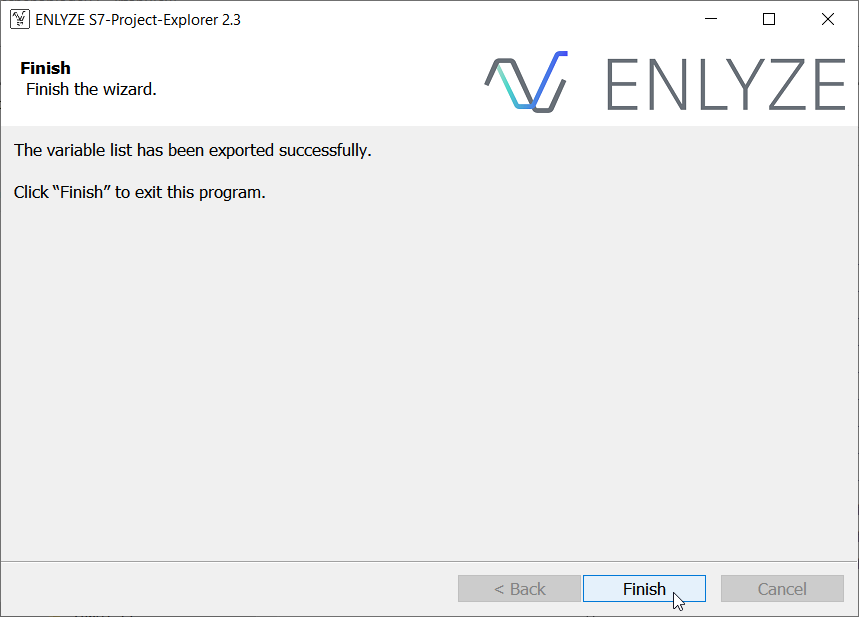 ENLYZE S7-Project-Explorer 2.3
Finish
Finish the wizard.
ENLYZE
The variable list has been exported successfully.
Click “Finish” to exit this program.
< Back
Finish
Cancel